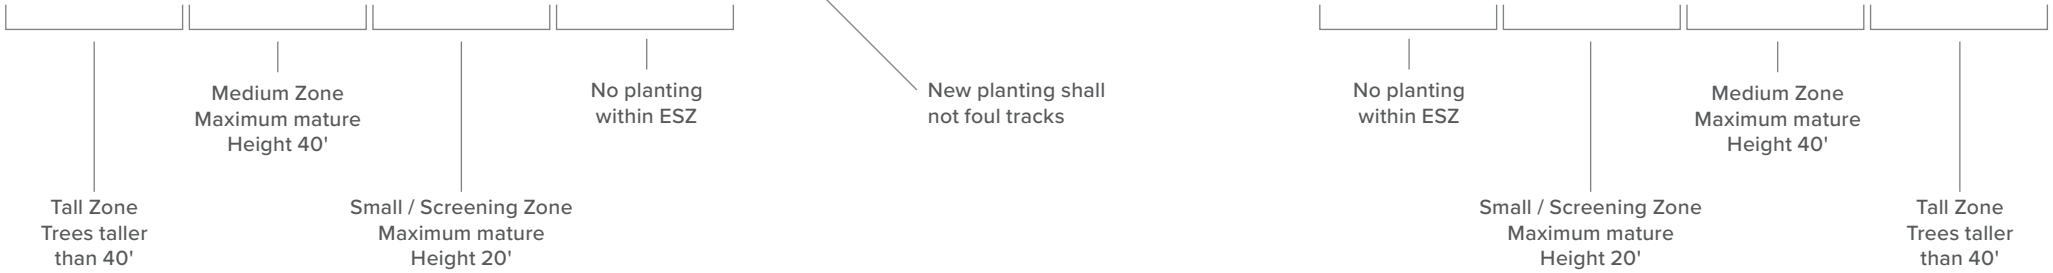 Tall Zone
Trees taller
than 40'
Medium Zone
Maximum mature
Height 40'
Small / Screening Zone
Maximum mature
Height 20'
No planting
within ESZ
New planting shall
not foul tracks
No planting
within ESZ
Small / Screening Zone
Maximum mature
Height 20'
Medium Zone
Maximum mature
Height 40'
Tall Zone
Trees taller
than 40'